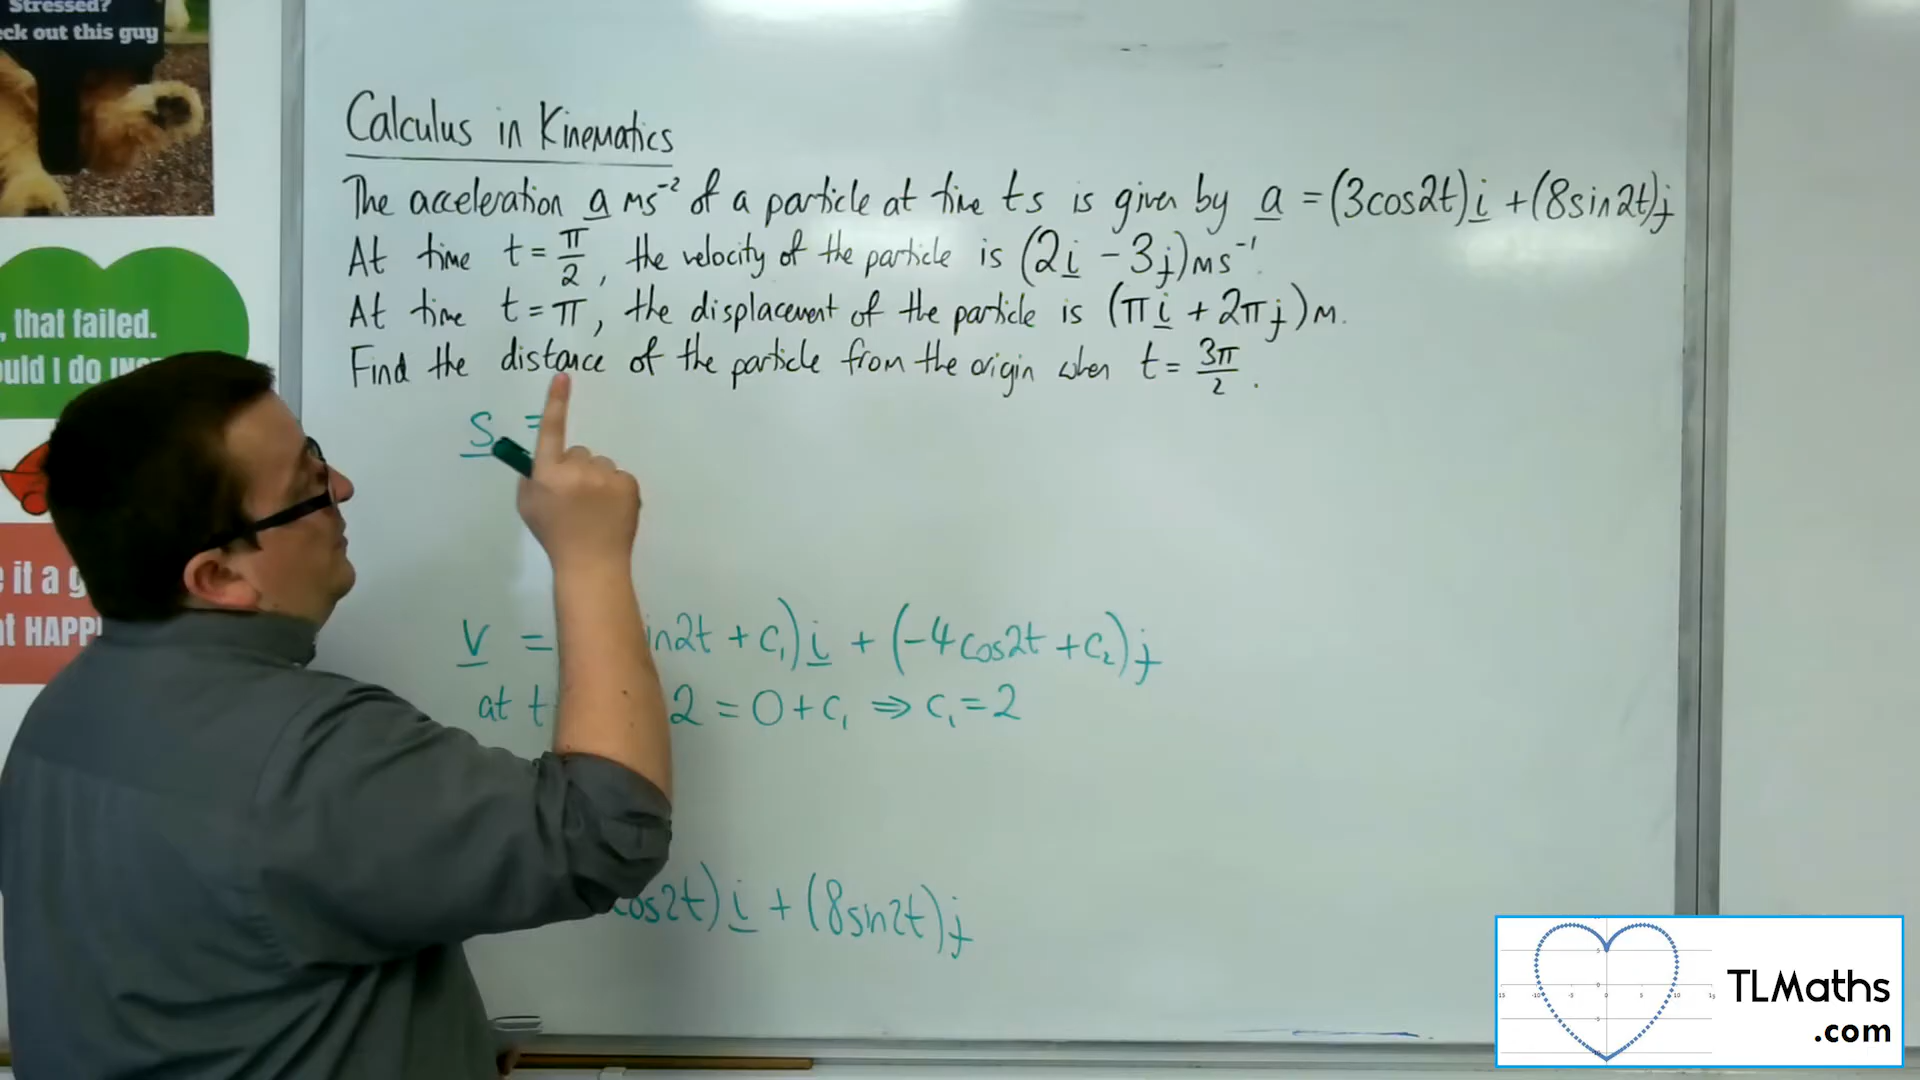 Stressed?
eck out this guy
Calculus in Kinematics
The acceleration a ms⁻² of a particle at time ts is given by a = (3cos2t)i + (8sin2t)j
At time t = π/2, the velocity of the particle is (2i - 3j)ms⁻¹.
At time t = π, the displacement of the particle is (πi + 2πj)m.
Find the distance of the particle from the origin when t = 3π/2.
, that failed.
ould I do
s =
e it a g
at HAPP
v = in2t + c₁)i + (-4cos2t + c₂)j
at t 2 = 0 + c₁ ⇒ c₁ = 2
cos2t)i + (8sin2t)j
TLMaths
.com